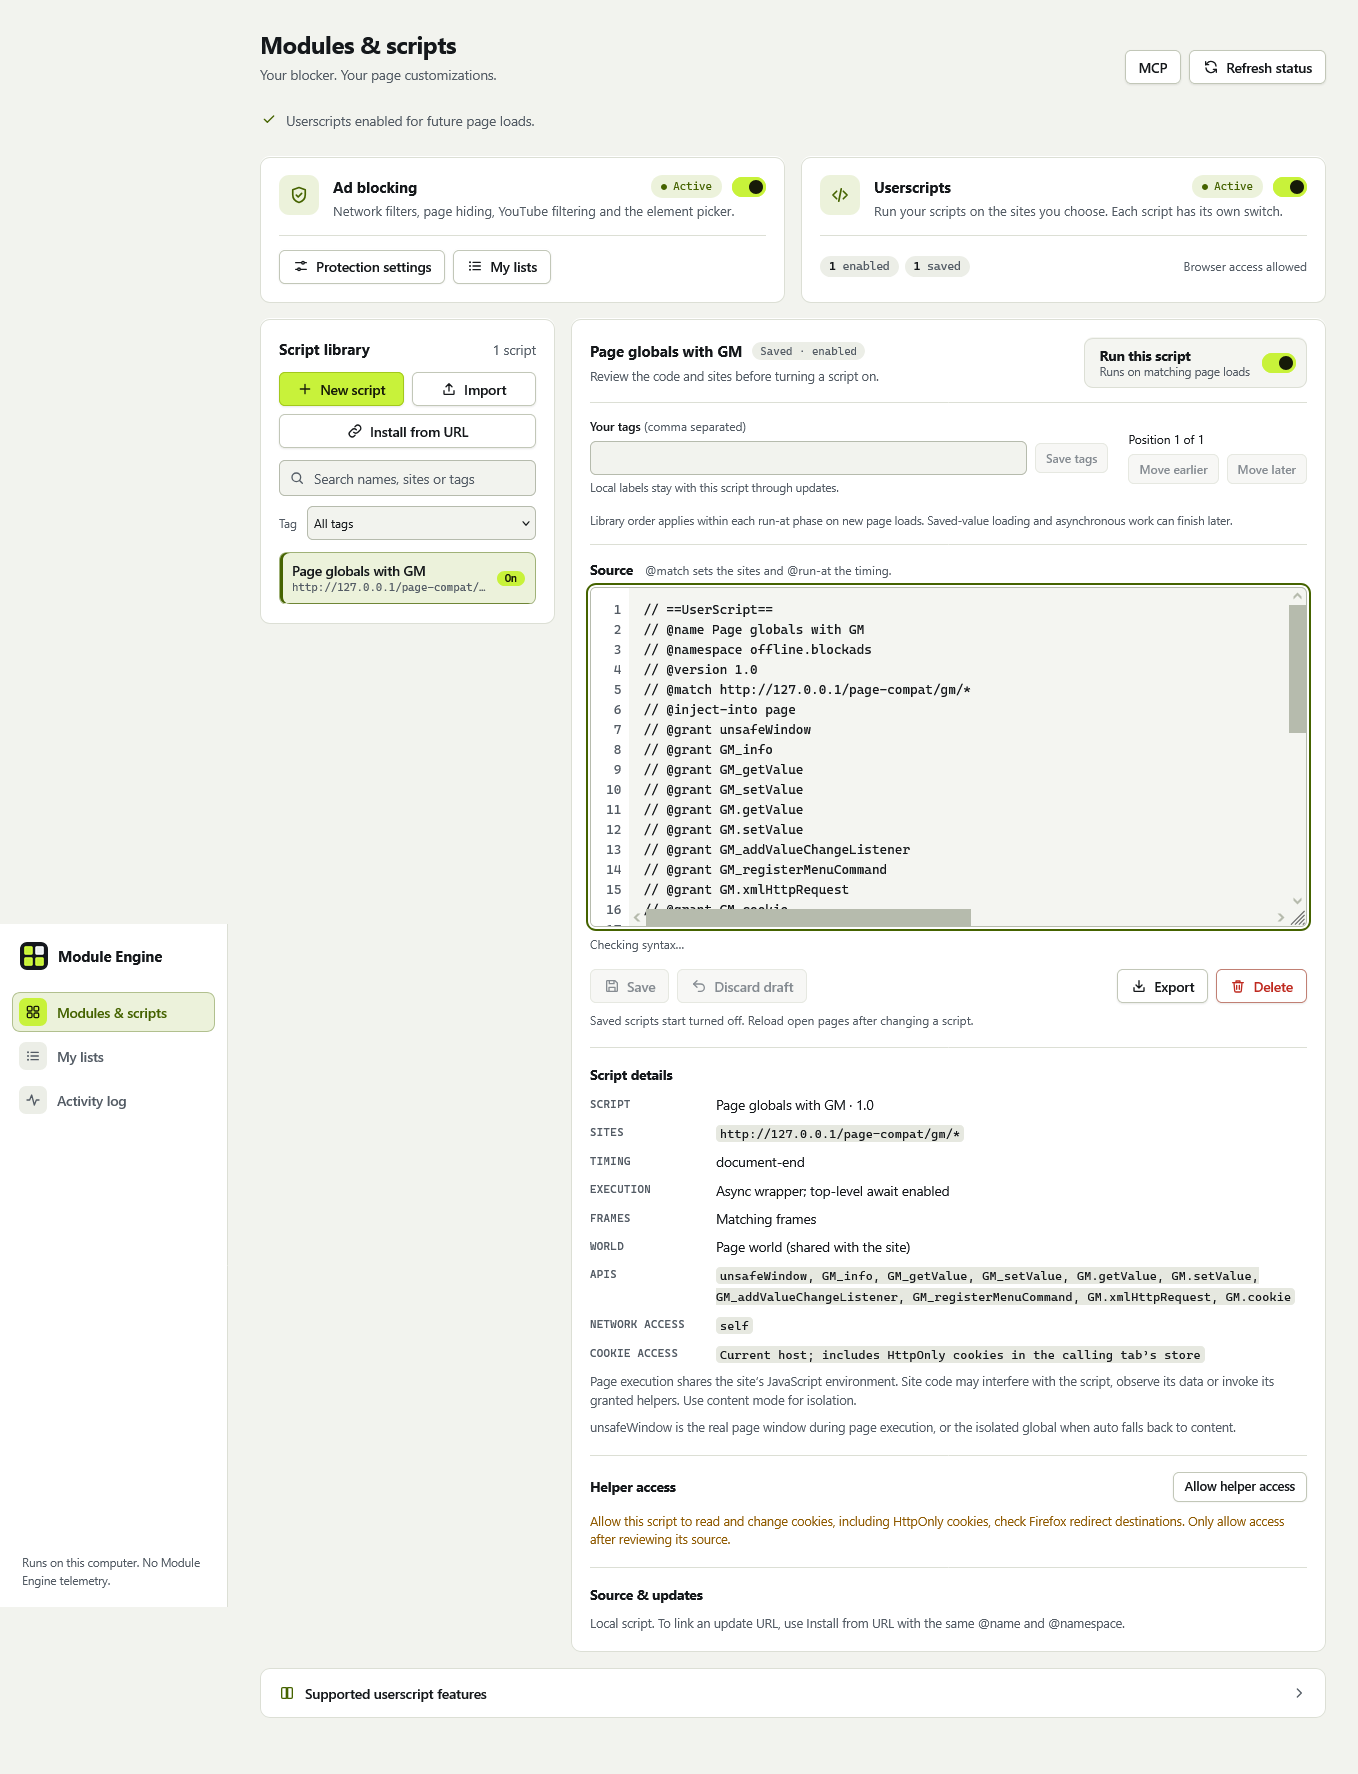 Modules & scripts
Your blocker. Your page customizations.
MCP
Refresh status
Userscripts enabled for future page loads.
Ad blocking
Active
Network filters, page hiding, YouTube filtering and the element picker.
Protection settings
My lists
Userscripts
Active
Run your scripts on the sites you choose. Each script has its own switch.
1 enabled
1 saved
Browser access allowed
Script library
1 script
New script
Import
Install from URL
Search names, sites or tags
Tag
All tags
Page globals with GM
http://127.0.0.1/page-compat/…
On
Page globals with GM
Saved · enabled
Review the code and sites before turning a script on.
Run this script
Runs on matching page loads
Your tags (comma separated)
Save tags
Local labels stay with this script through updates.
Position 1 of 1
Move earlier
Move later
Library order applies within each run-at phase on new page loads. Saved-value loading and asynchronous work can finish later.
Source @match sets the sites and @run-at the timing.
1 // ==UserScript==
2 // @name Page globals with GM
3 // @namespace offline.blockads
4 // @version 1.0
5 // @match http://127.0.0.1/page-compat/gm/*
6 // @inject-into page
7 // @grant unsafeWindow
8 // @grant GM_info
9 // @grant GM_getValue
10 // @grant GM_setValue
11 // @grant GM.getValue
12 // @grant GM.setValue
13 // @grant GM_addValueChangeListener
14 // @grant GM_registerMenuCommand
15 // @grant GM.xmlHttpRequest
16 // @grant GM.cookie
Checking syntax…
Save
Discard draft
Export
Delete
Saved scripts start turned off. Reload open pages after changing a script.
Script details
SCRIPT
Page globals with GM · 1.0
SITES
http://127.0.0.1/page-compat/gm/*
TIMING
document-end
EXECUTION
Async wrapper; top-level await enabled
FRAMES
Matching frames
WORLD
Page world (shared with the site)
APIS
unsafeWindow, GM_info, GM_getValue, GM_setValue, GM.getValue, GM.setValue,
GM_addValueChangeListener, GM_registerMenuCommand, GM.xmlHttpRequest, GM.cookie
NETWORK ACCESS
self
COOKIE ACCESS
Current host; includes HttpOnly cookies in the calling tab’s store
Page execution shares the site’s JavaScript environment. Site code may interfere with the script, observe its data or invoke its
granted helpers. Use content mode for isolation.
unsafeWindow is the real page window during page execution, or the isolated global when auto falls back to content.
Helper access
Allow helper access
Allow this script to read and change cookies, including HttpOnly cookies, check Firefox redirect destinations. Only allow access
after reviewing its source.
Source & updates
Local script. To link an update URL, use Install from URL with the same @name and @namespace.
Supported userscript features
Module Engine
Modules & scripts
My lists
Activity log
Runs on this computer. No Module
Engine telemetry.